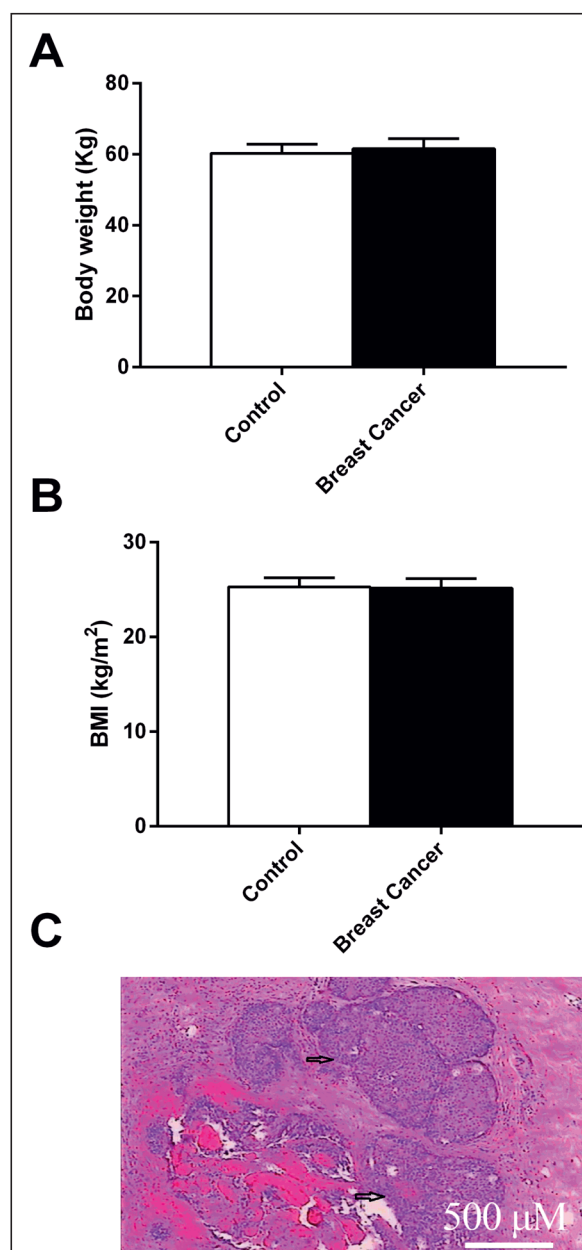 A
Body weight (Kg)
80
60
40
20
0
Control
Breast Cancer
B
BMI (kg/m²)
30
20
10
0
Control
Breast Cancer
C
500 µM